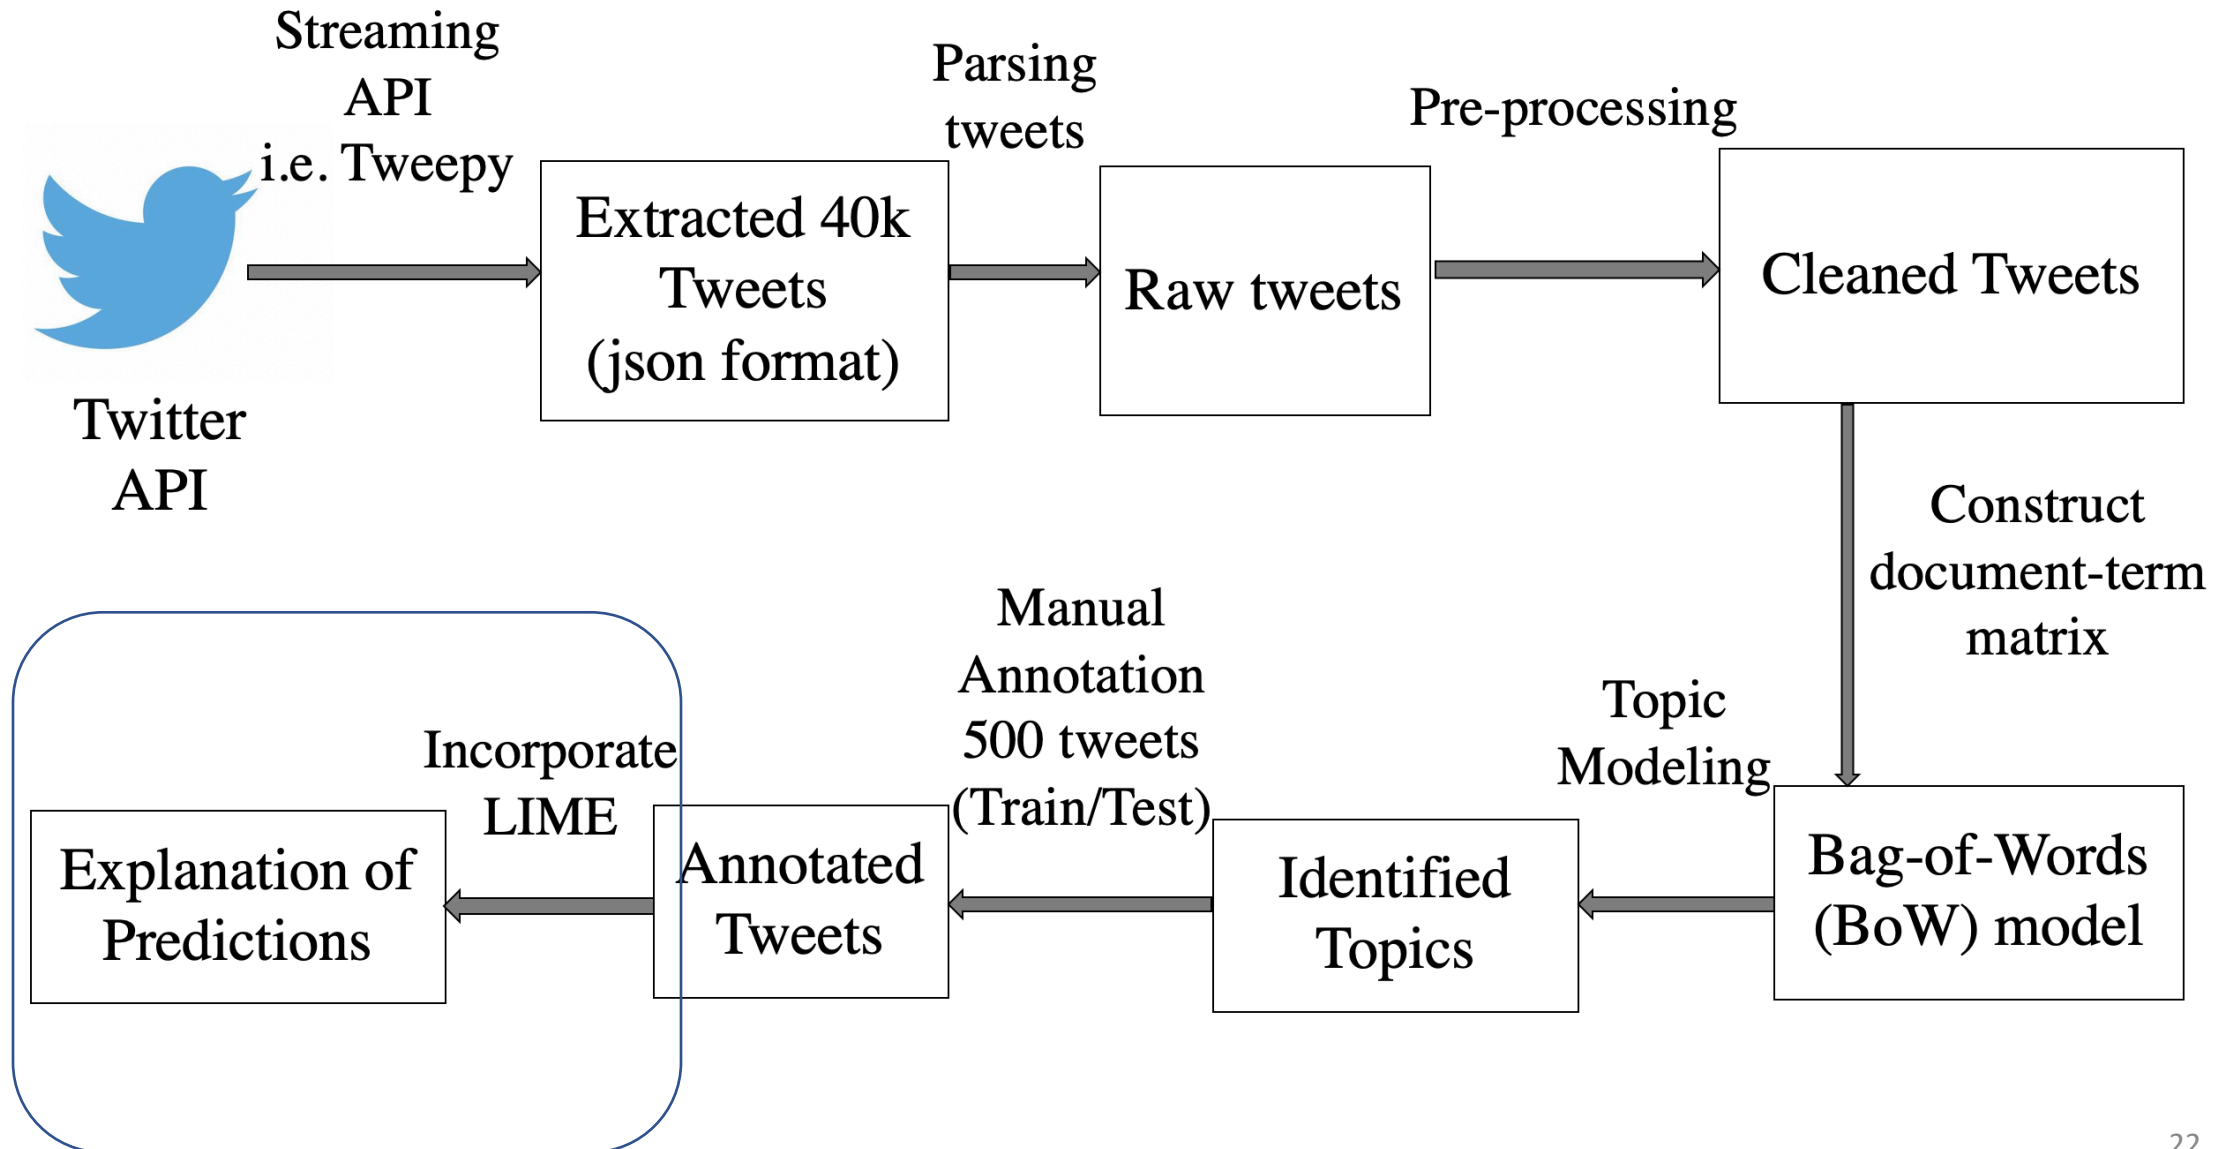 Streaming
API
i.e. Tweepy
Twitter
API
Extracted 40k
Tweets
(json format)
Parsing
tweets
Raw tweets
Pre-processing
Cleaned Tweets
Construct
document-term
matrix
Bag-of-Words
(BoW) model
Topic
Modeling
Identified
Topics
Manual
Annotation
500 tweets
(Train/Test)
Annotated
Tweets
Incorporate
LIME
Explanation of
Predictions
22